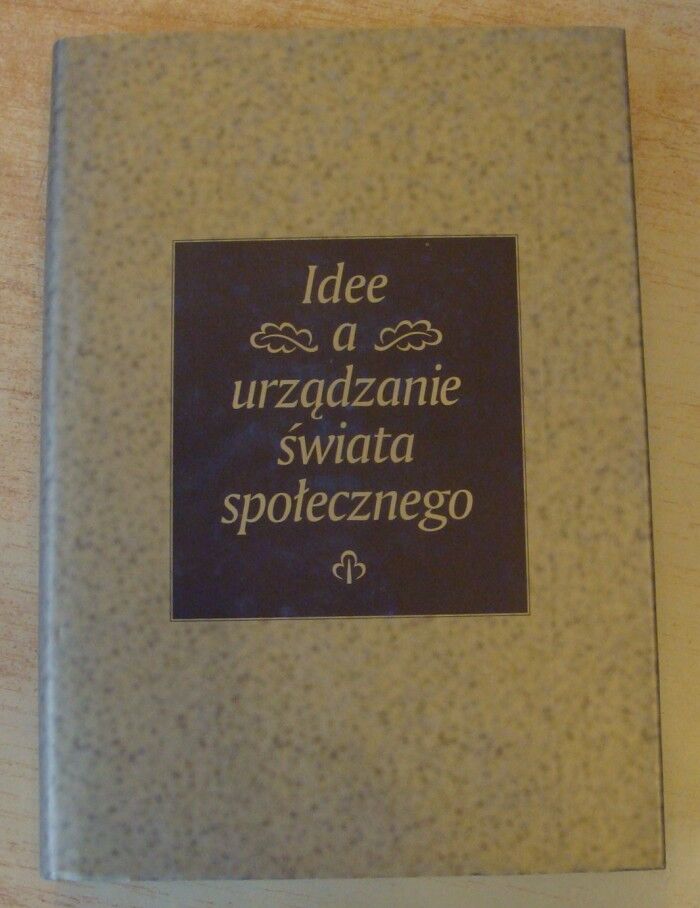 Idee
a
urządzanie
świata
społecznego